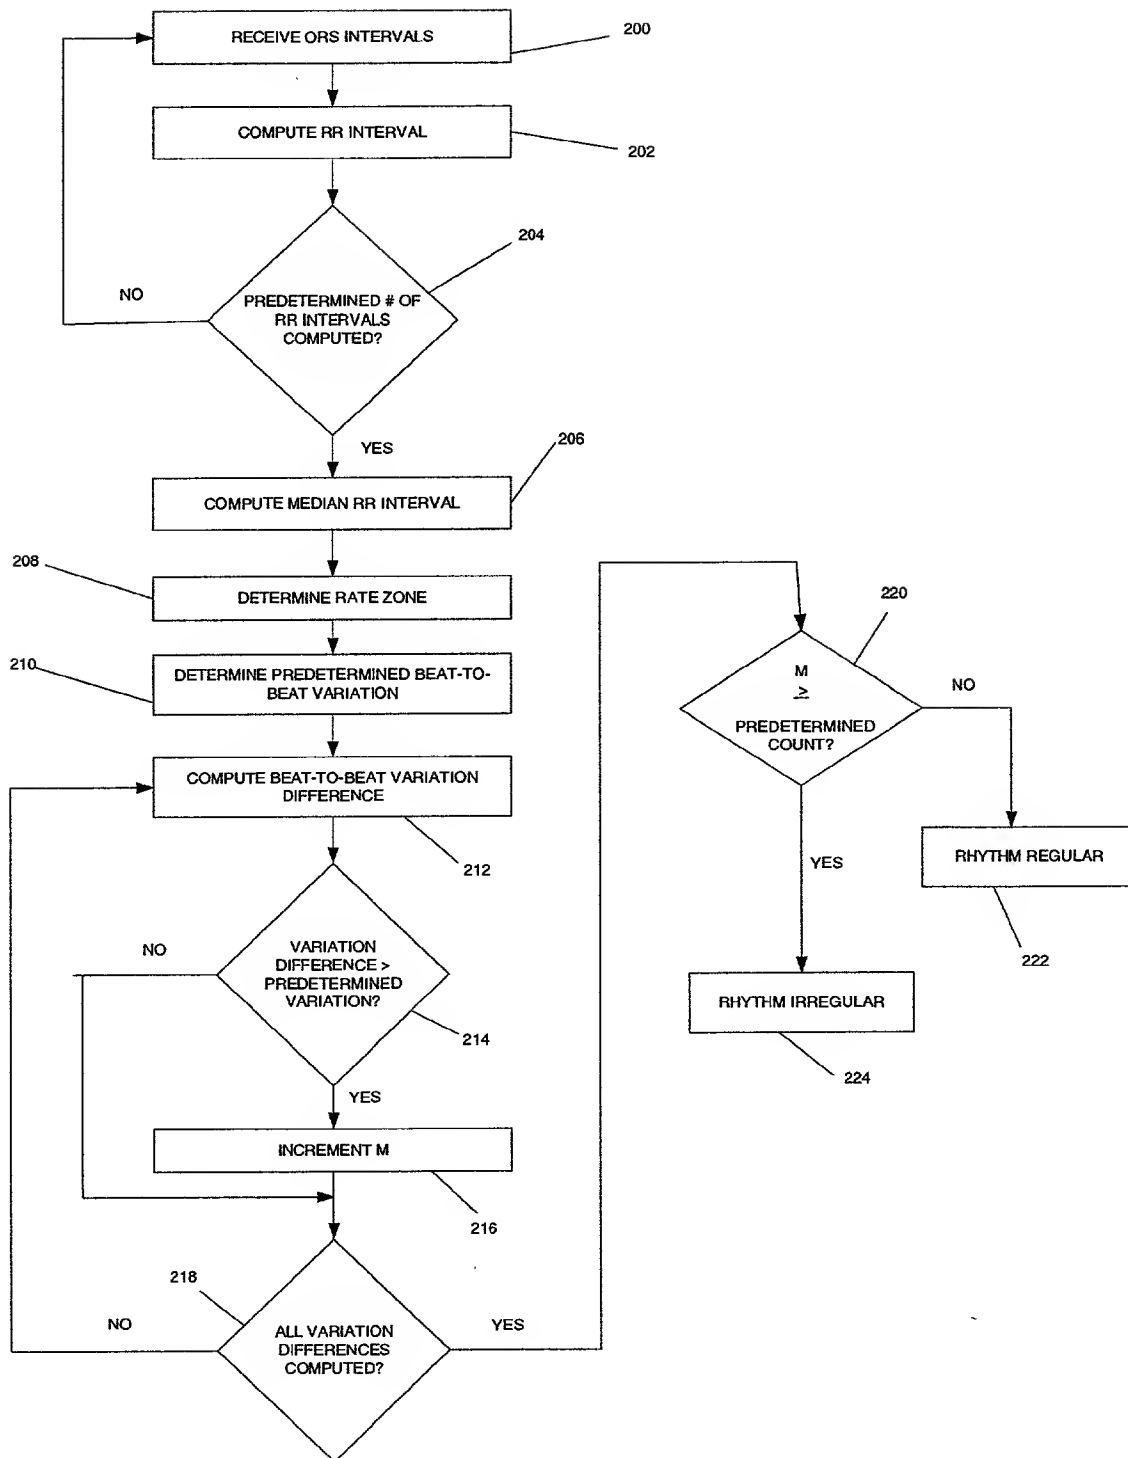 RECEIVE ORS INTERVALS
200
COMPUTE RR INTERVAL
202
204
NO
PREDETERMINED # OF
RR INTERVALS
COMPUTED?
YES
206
COMPUTE MEDIAN RR INTERVAL
208
DETERMINE RATE ZONE
210
DETERMINE PREDETERMINED BEAT-TO-
BEAT VARIATION
COMPUTE BEAT-TO-BEAT VARIATION
DIFFERENCE
212
NO
VARIATION
DIFFERENCE >
PREDETERMINED
VARIATION?
214
YES
INCREMENT M
216
218
NO
ALL VARIATION
DIFFERENCES
COMPUTED?
YES
220
M
≥
PREDETERMINED
COUNT?
NO
YES
RHYTHM REGULAR
222
RHYTHM IRREGULAR
224